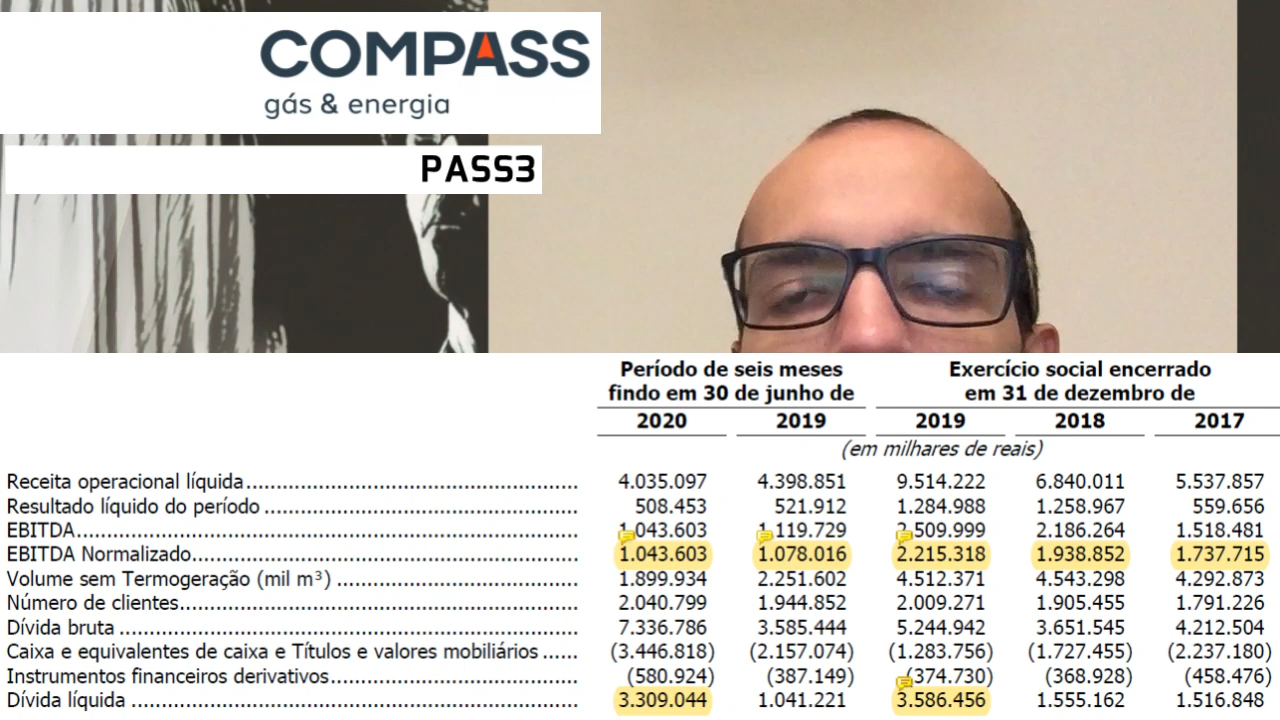 COMPASS
gás & energia
PASS3
Período de seis meses findo em 30 de junho de
Exercício social encerrado em 31 de dezembro de
2020 2019 2019 2018 2017
(em milhares de reais)
Receita operacional líquida 4.035.097 4.398.851 9.514.222 6.840.011 5.537.857
Resultado líquido do período 508.453 521.912 1.284.988 1.258.967 559.656
EBITDA 1.043.603 1.119.729 2.509.999 2.186.264 1.518.481
EBITDA Normalizado 1.043.603 1.078.016 2.215.318 1.938.852 1.737.715
Volume sem Termogeração (mil m³) 1.899.934 2.251.602 4.512.371 4.543.298 4.292.873
Número de clientes 2.040.799 1.944.852 2.009.271 1.905.455 1.791.226
Dívida bruta 7.336.786 3.585.444 5.244.942 3.651.545 4.212.504
Caixa e equivalentes de caixa e Títulos e valores mobiliários (3.446.818) (2.157.074) (1.283.756) (1.727.455) (2.237.180)
Instrumentos financeiros derivativos (580.924) (387.149) (374.730) (368.928) (458.476)
Dívida líquida 3.309.044 1.041.221 3.586.456 1.555.162 1.516.848